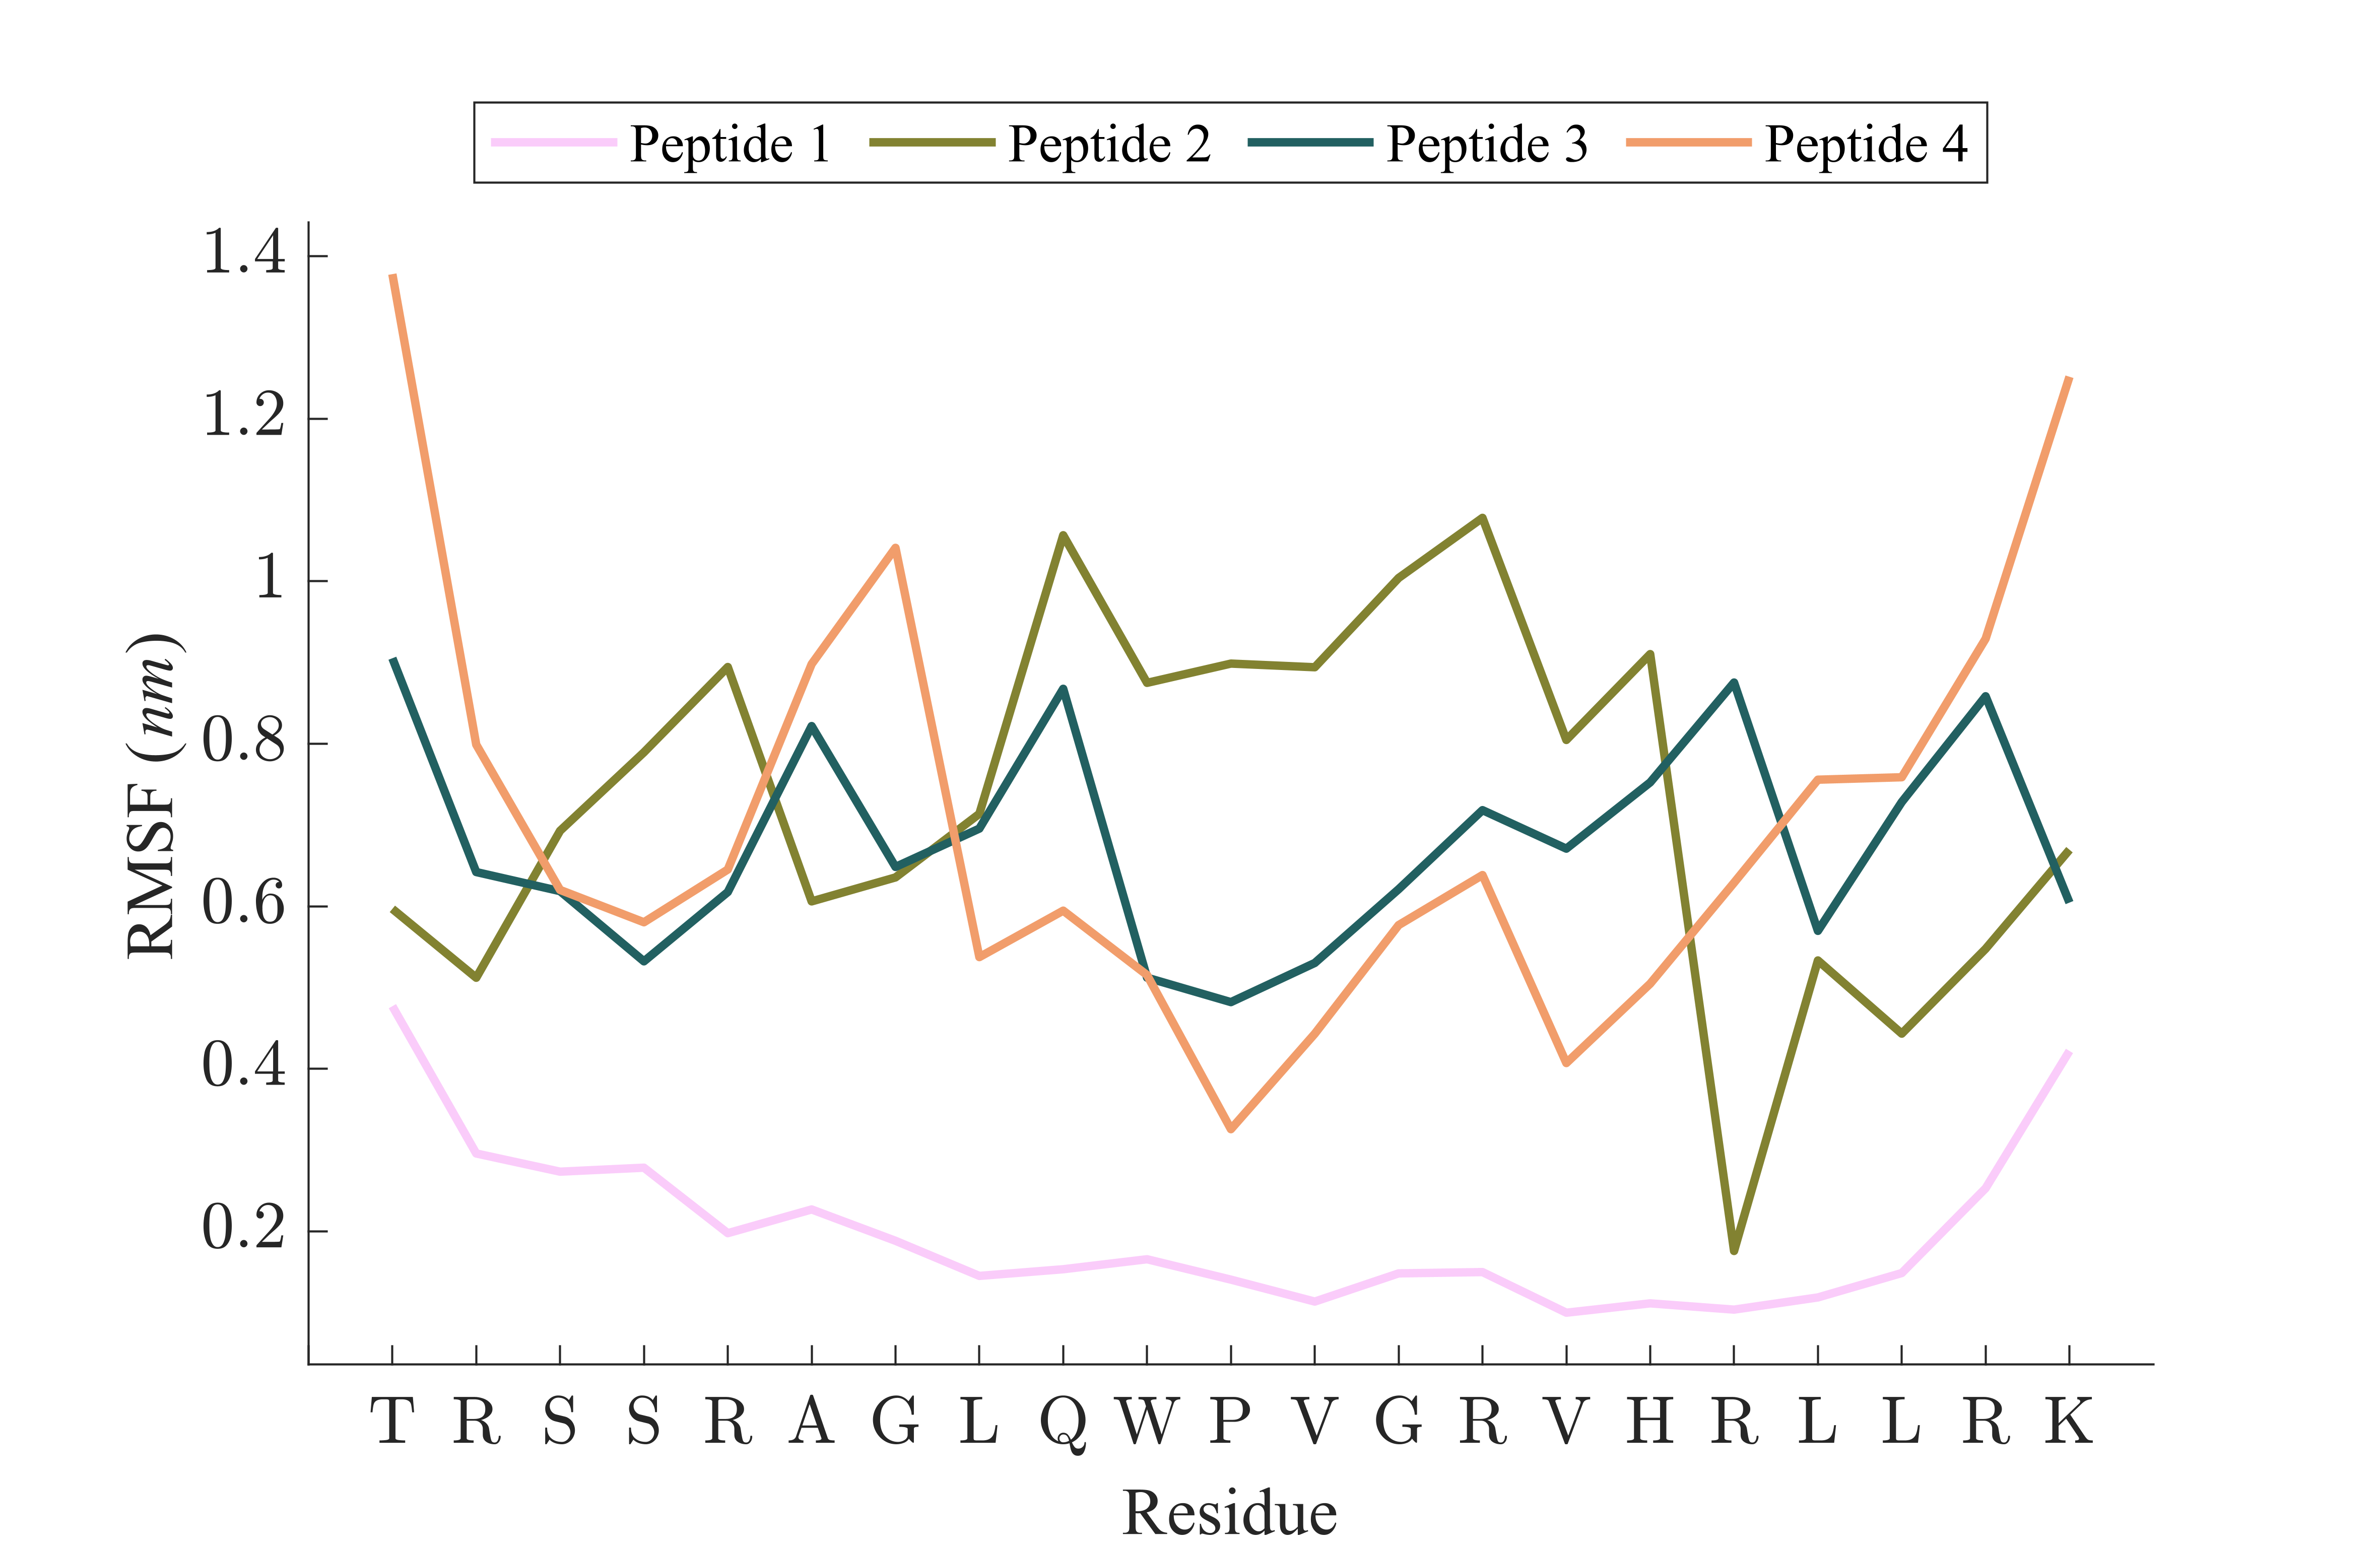 Peptide 1 Peptide 2 Peptide 3 Peptide 4
1.4
1.2
1
0.8
0.6
0.4
0.2
RMSF (nm)
T R S S R A G L Q W P V G R V H R L L R K
Residue